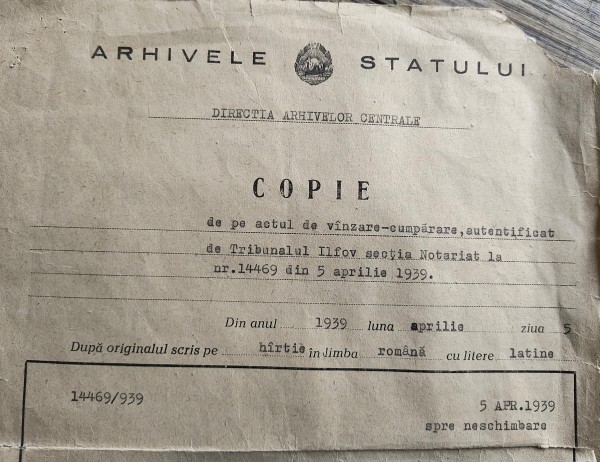 ARHIVELE STATULUI
DIRECTIA ARHIVELOR CENTRALE
COPIE
de pe actul de vînzare-cumpărare, autentificat
de Tribunalul Ilfov secția Notariat la
nr.14469 din 5 aprilie 1939.
Din anul 1939 luna aprilie ziua 5
După originalul scris pe hîrtie în limba română cu litere latine
14469/939
5 APR.1939
spre neschimbare